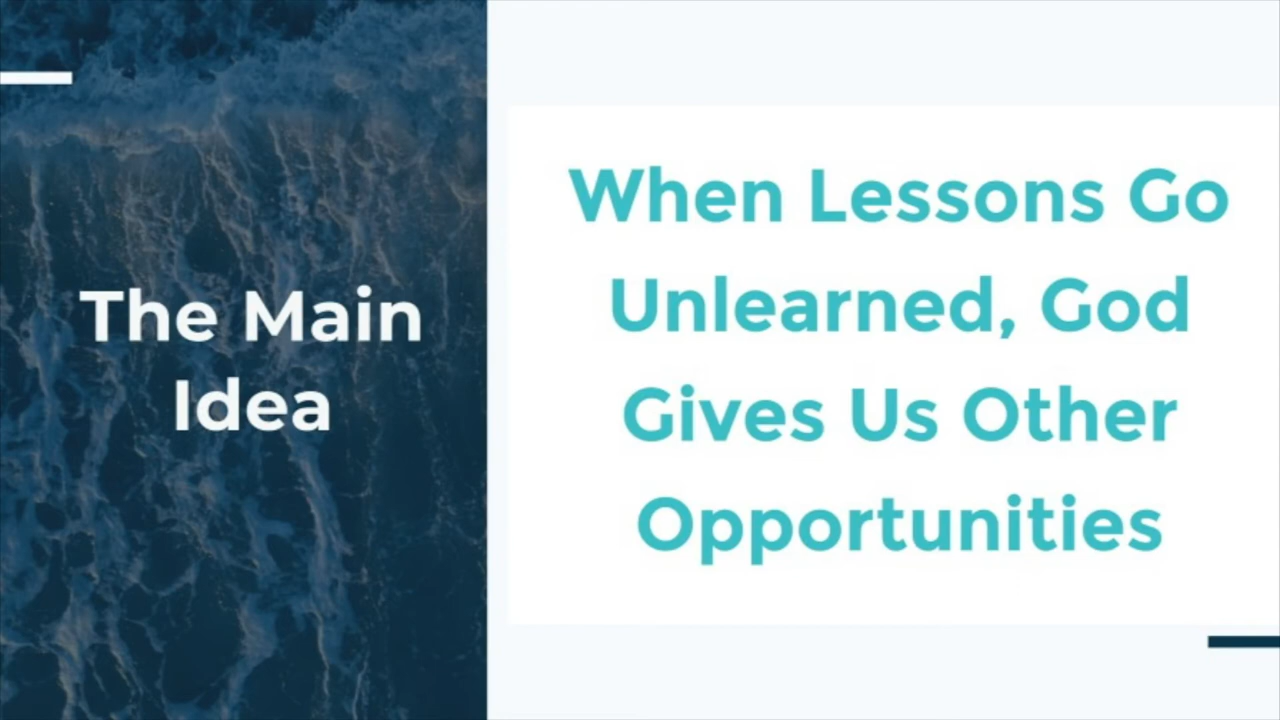 The Main
Idea
When Lessons Go
Unlearned, God
Gives Us Other
Opportunities